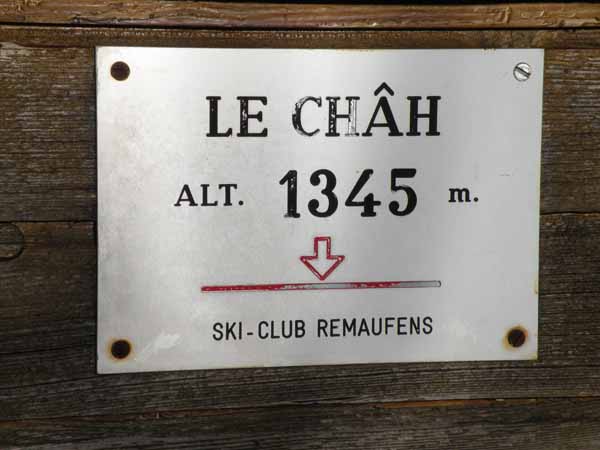 LE CHÂH
ALT. 1345 m.
SKI-CLUB REMAUFENS